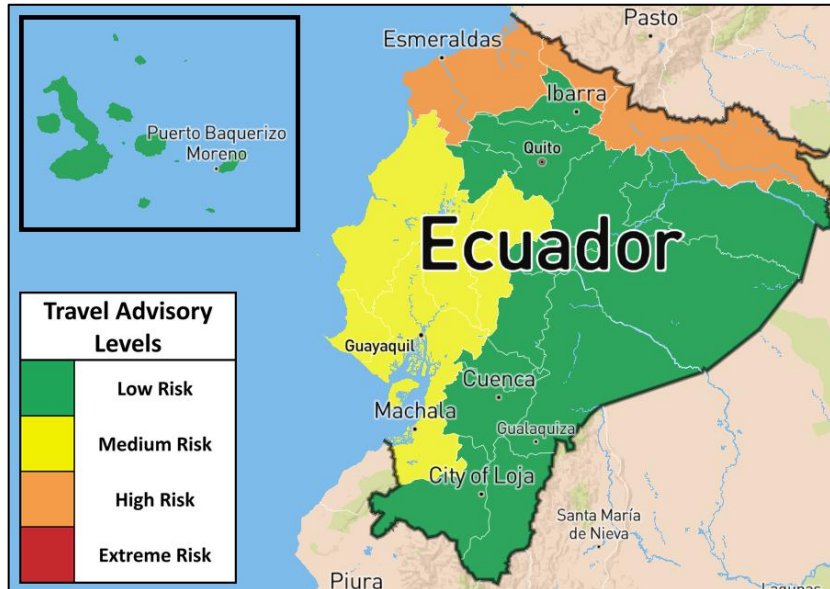 Pasto
Esmeraldas
Ibarra
Puerto Baquerizo
Moreno
Quito
Ecuador
Travel Advisory
Levels
Low Risk
Medium Risk
High Risk
Extreme Risk
Guayaquil
Cuenca
Machala
Gualaquiza
City of Loja
Santa María
de Nieva
Piura
Lagunas